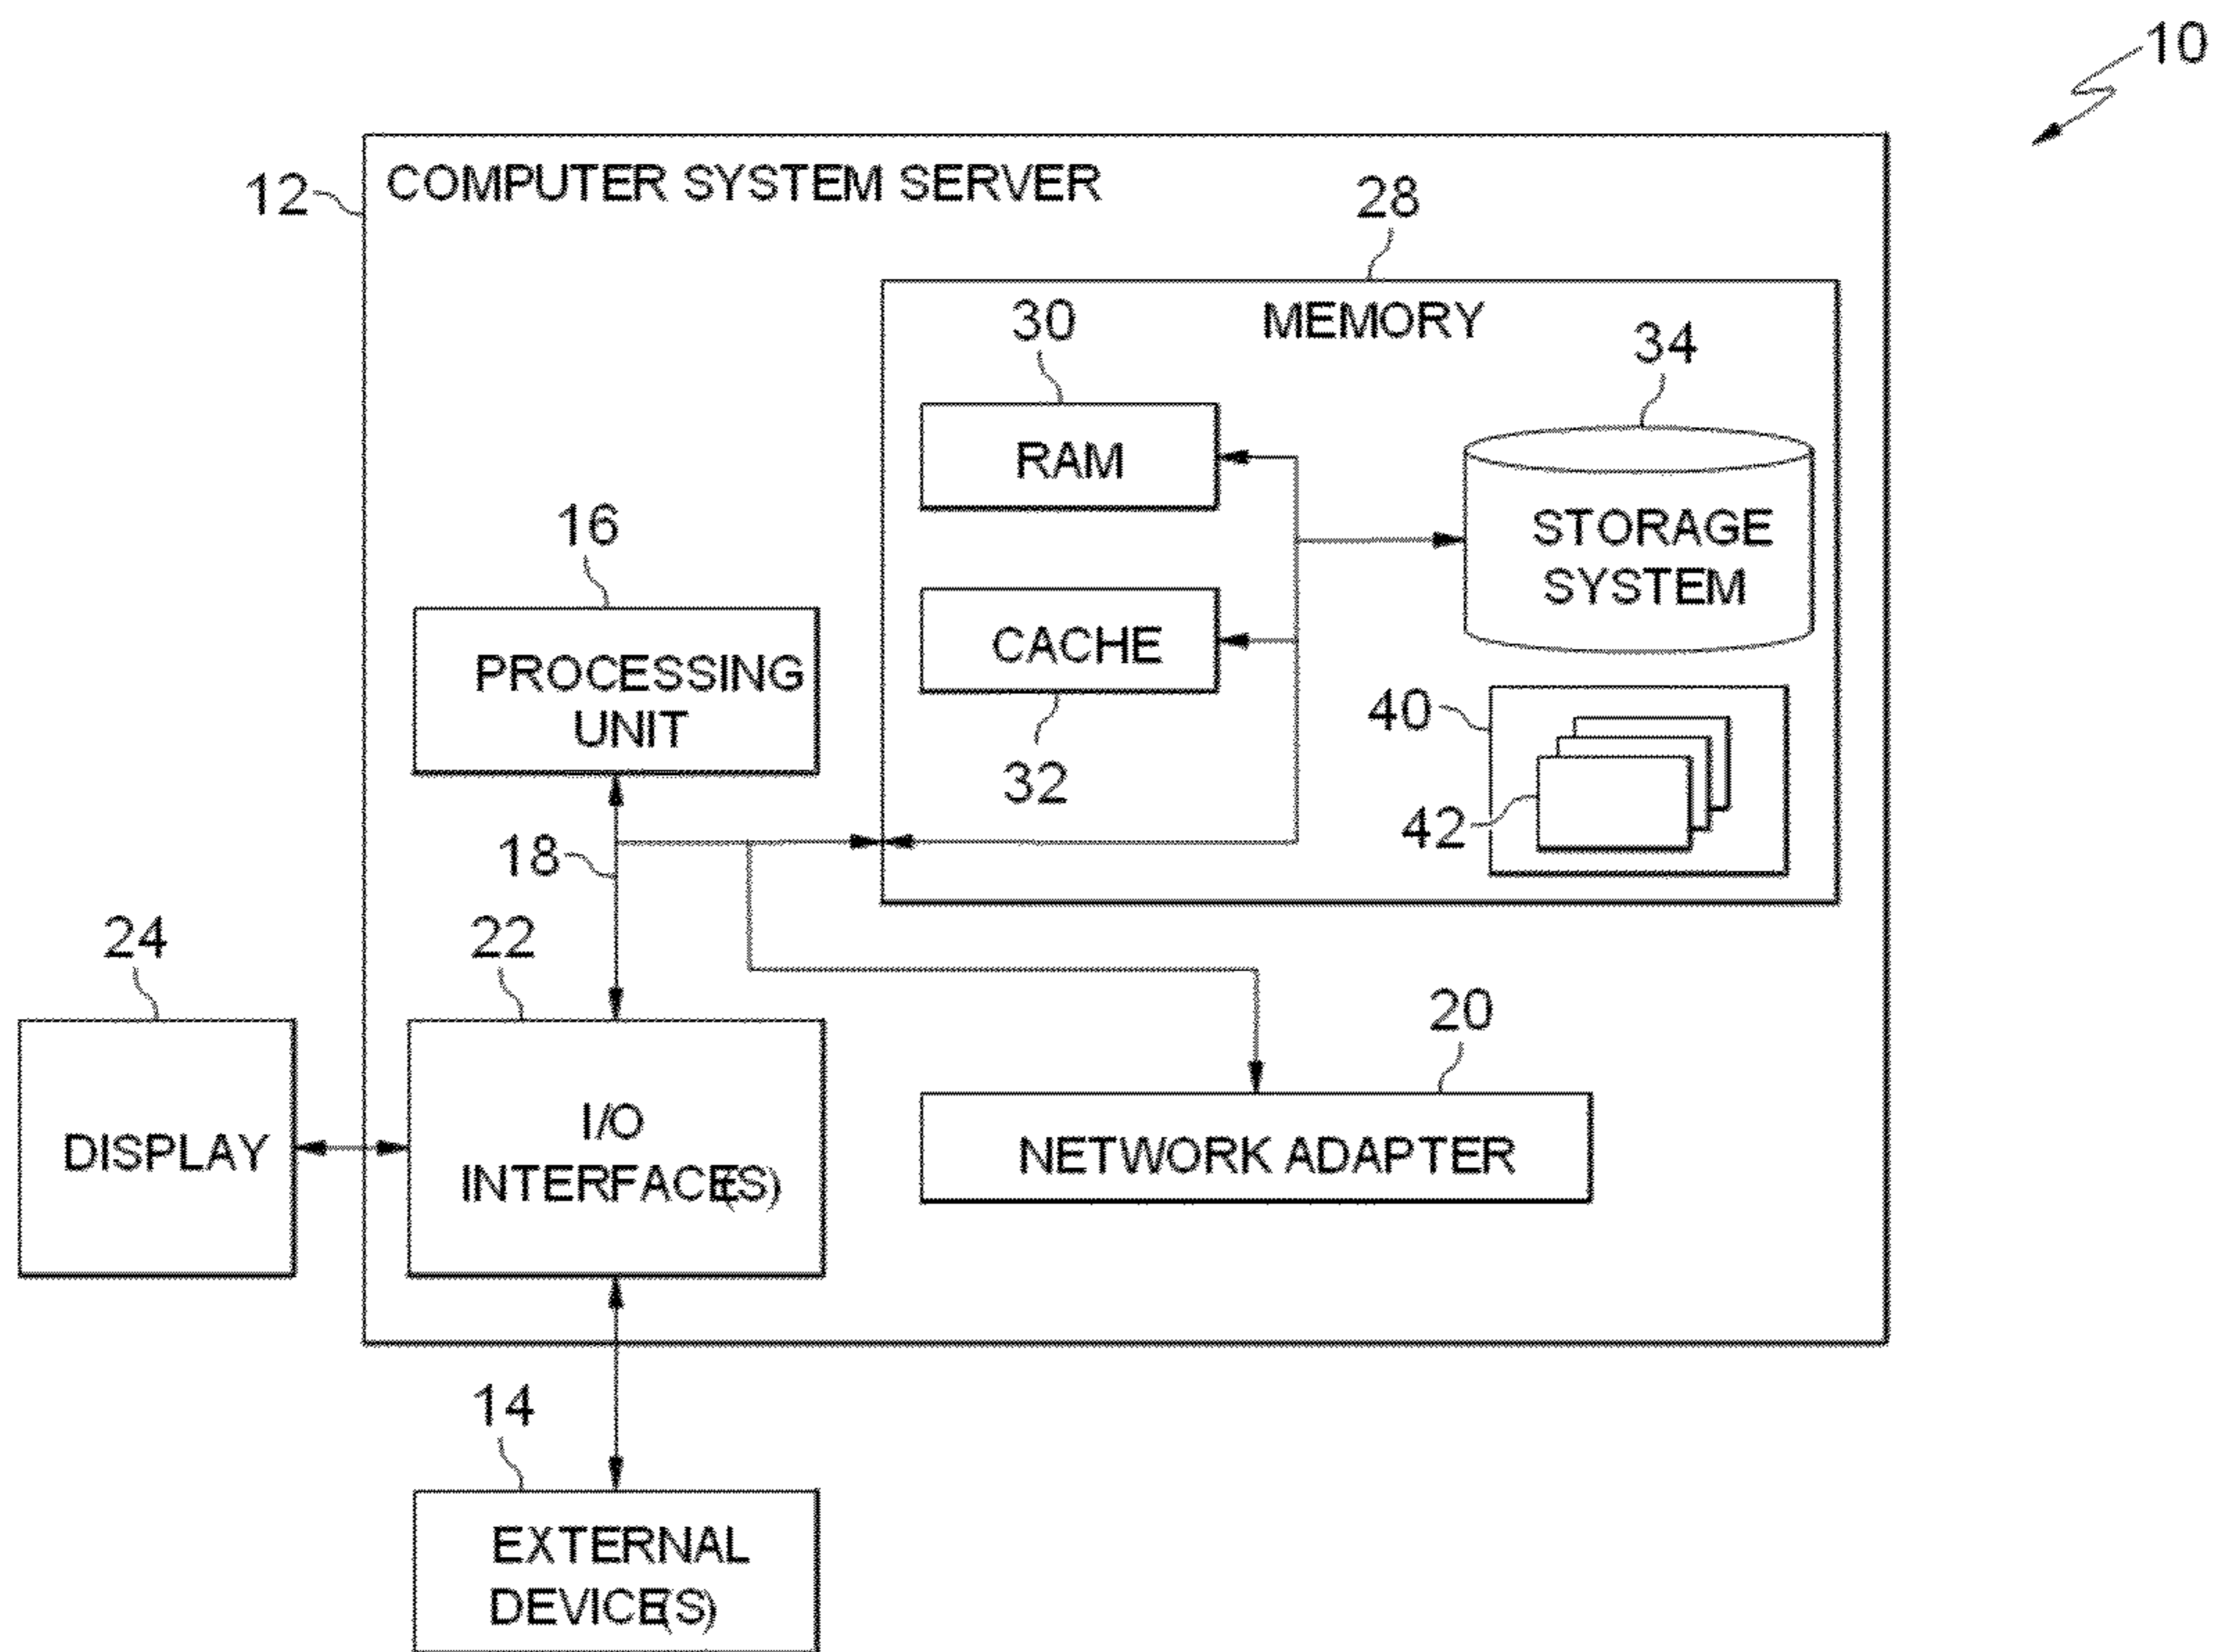 10
12
COMPUTER SYSTEM SERVER
28
MEMORY
30
34
RAM
STORAGE
SYSTEM
16
PROCESSING
UNIT
CACHE
32
40
42
18
24
22
20
DISPLAY
I/O
INTERFACE(S)
NETWORK ADAPTER
14
EXTERNAL
DEVICE(S)